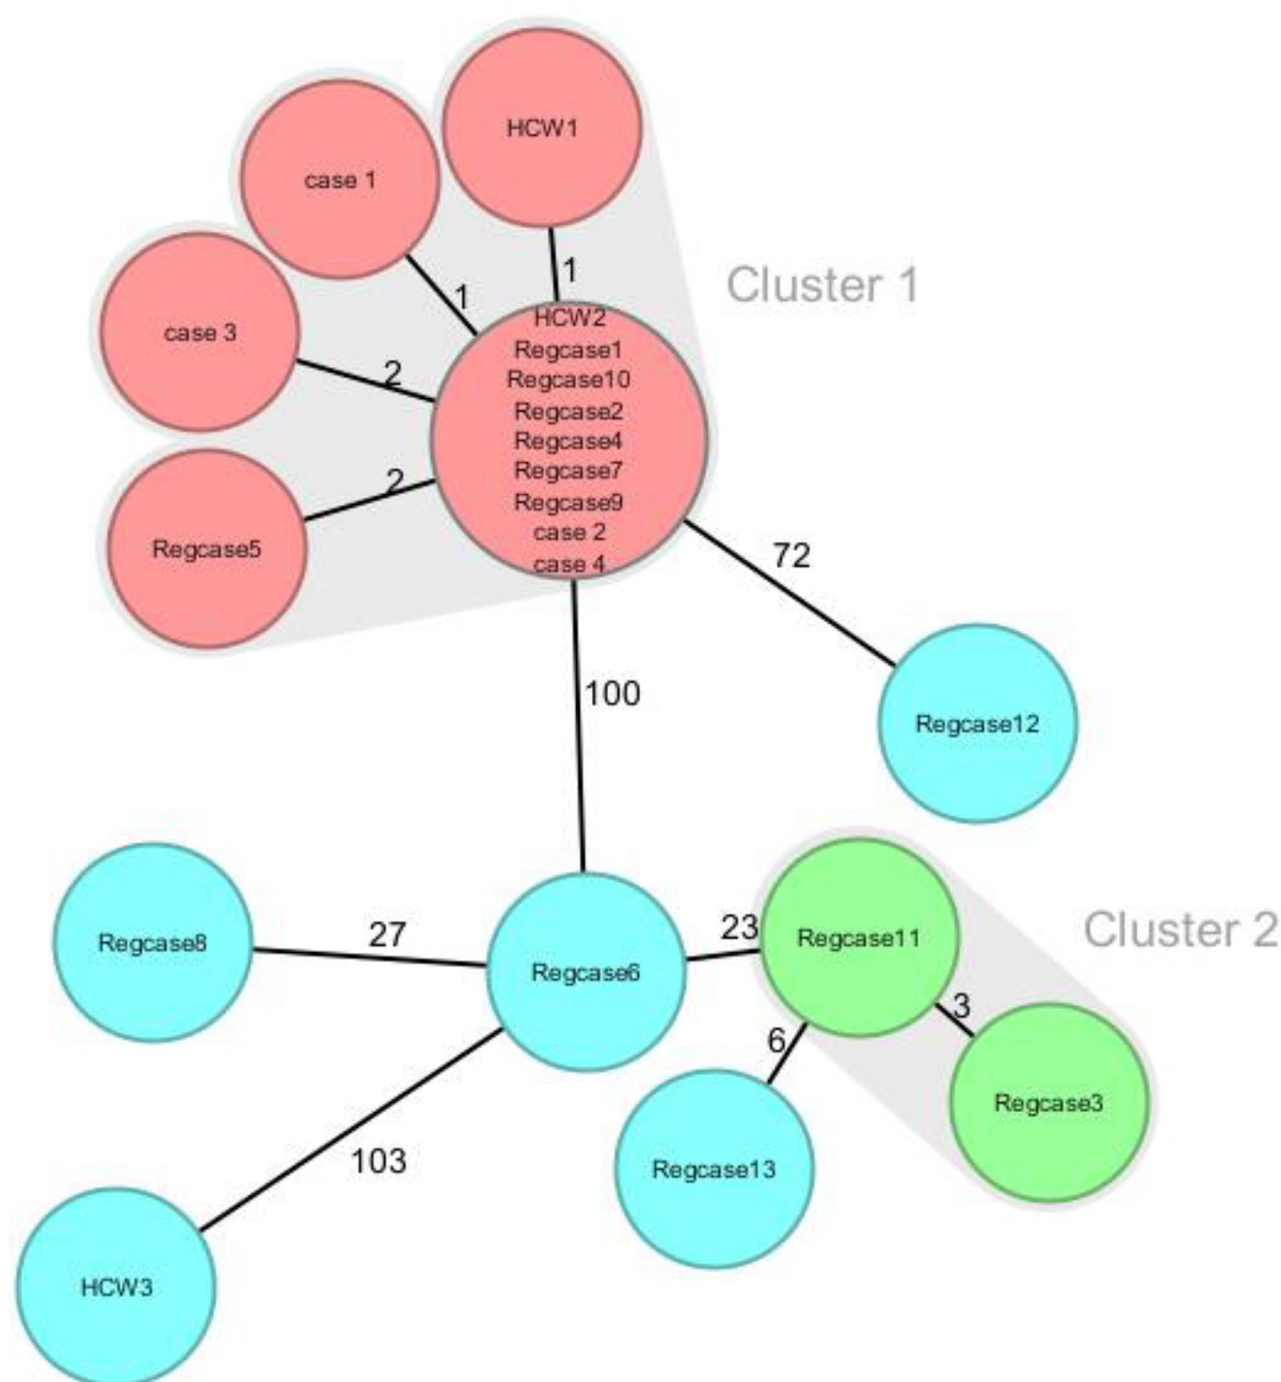 HCW1
case 1
Cluster 1
1
1
HCW2
Regcase1
Regcase10
Regcase2
Regcase4
Regcase7
Regcase9
case 2
case 4
case 3
2
2
Regcase5
72
100
Regcase12
Regcase8
27
Regcase6
23
Regcase11
Cluster 2
3
6
Regcase3
Regcase13
103
HCW3